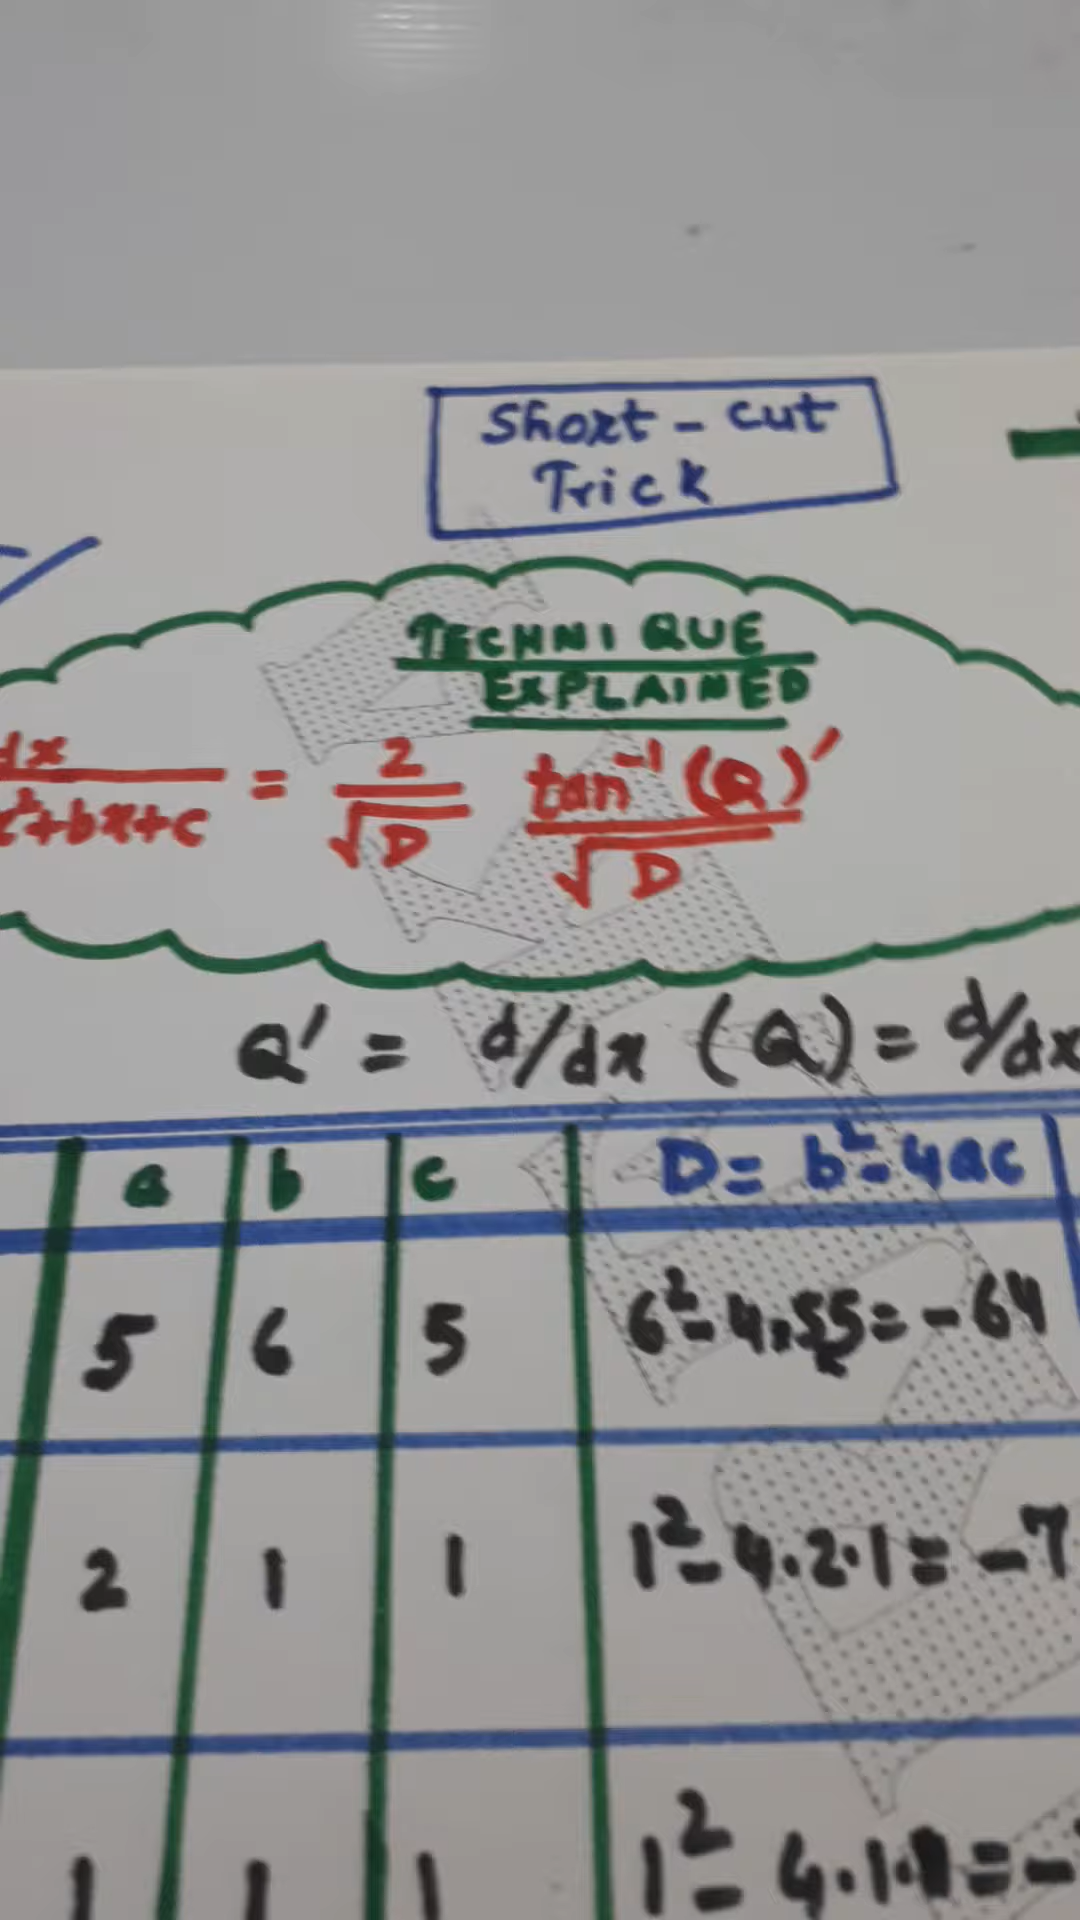 Short - cut
Trick
TECHNIQUE
EXPLAINED
dx / x²+bx+c = 2/√D tan⁻¹(Q)'/√D
Q' = d/dx (Q) = d/dx
a b c D = b²-4ac
5 6 5 6²-4×5×5=-64
2 1 1 1²-4·2·1=-7
1 1 1 1²-4·1·1=-